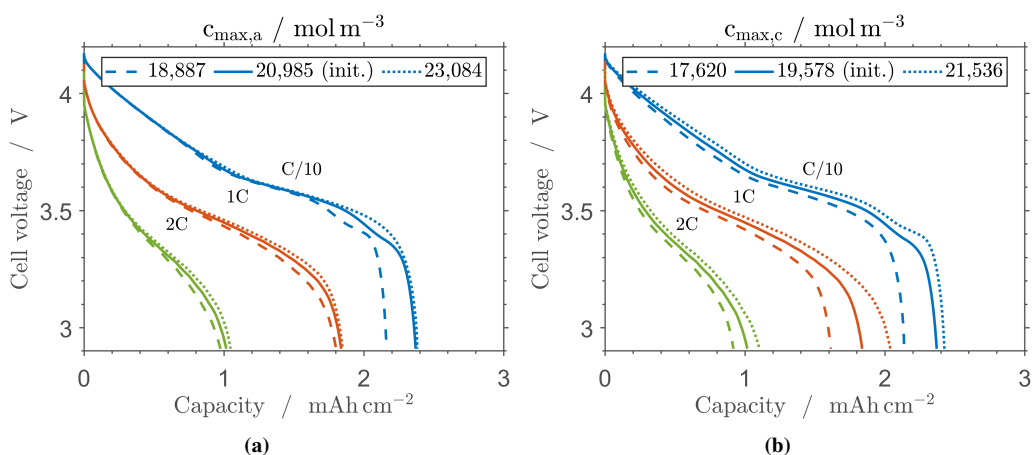 c_max,a / mol m⁻³
18,887 20,985 (init.) 23,084
4
3.5
3
C/10
1C
2C
0 1 2 3
Cell voltage / V
Capacity / mAh cm⁻²
(a)
c_max,c / mol m⁻³
17,620 19,578 (init.) 21,536
4
3.5
3
C/10
1C
2C
0 1 2 3
Cell voltage / V
Capacity / mAh cm⁻²
(b)